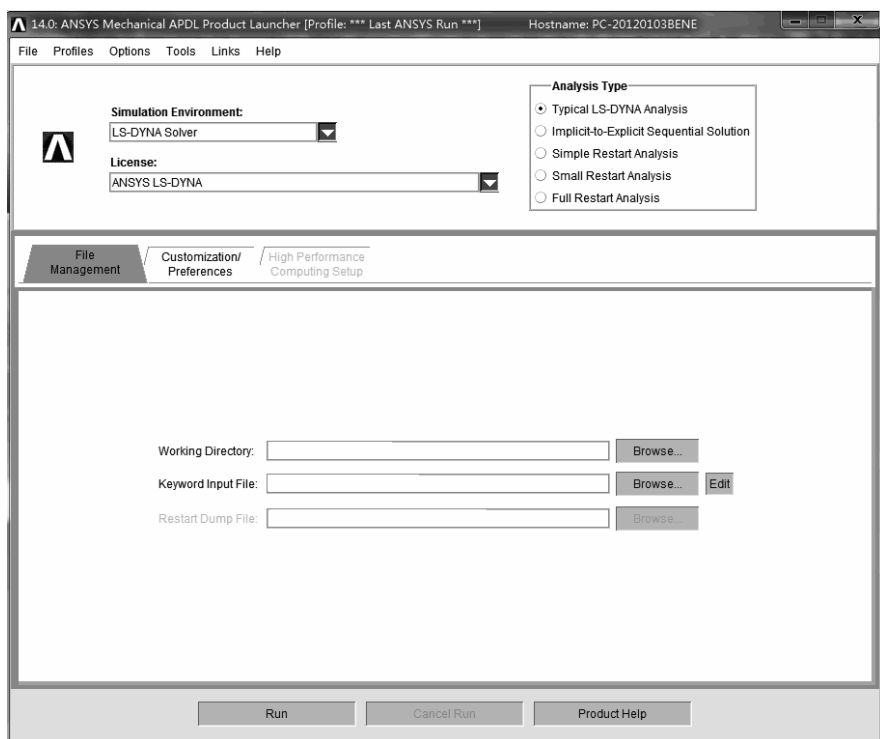 14.0: ANSYS Mechanical APDL Product Launcher [Profile: *** Last ANSYS Run ***] Hostname: PC-20120103BENE
File Profiles Options Tools Links Help
Simulation Environment:
LS-DYNA Solver
License:
ANSYS LS-DYNA
Analysis Type
Typical LS-DYNA Analysis
Implicit-to-Explicit Sequential Solution
Simple Restart Analysis
Small Restart Analysis
Full Restart Analysis
File
Management
Customization/
Preferences
High Performance
Computing Setup
Working Directory: Browse...
Keyword Input File: Browse... Edit
Restart Dump File: Browse...
Run Cancel Run Product Help